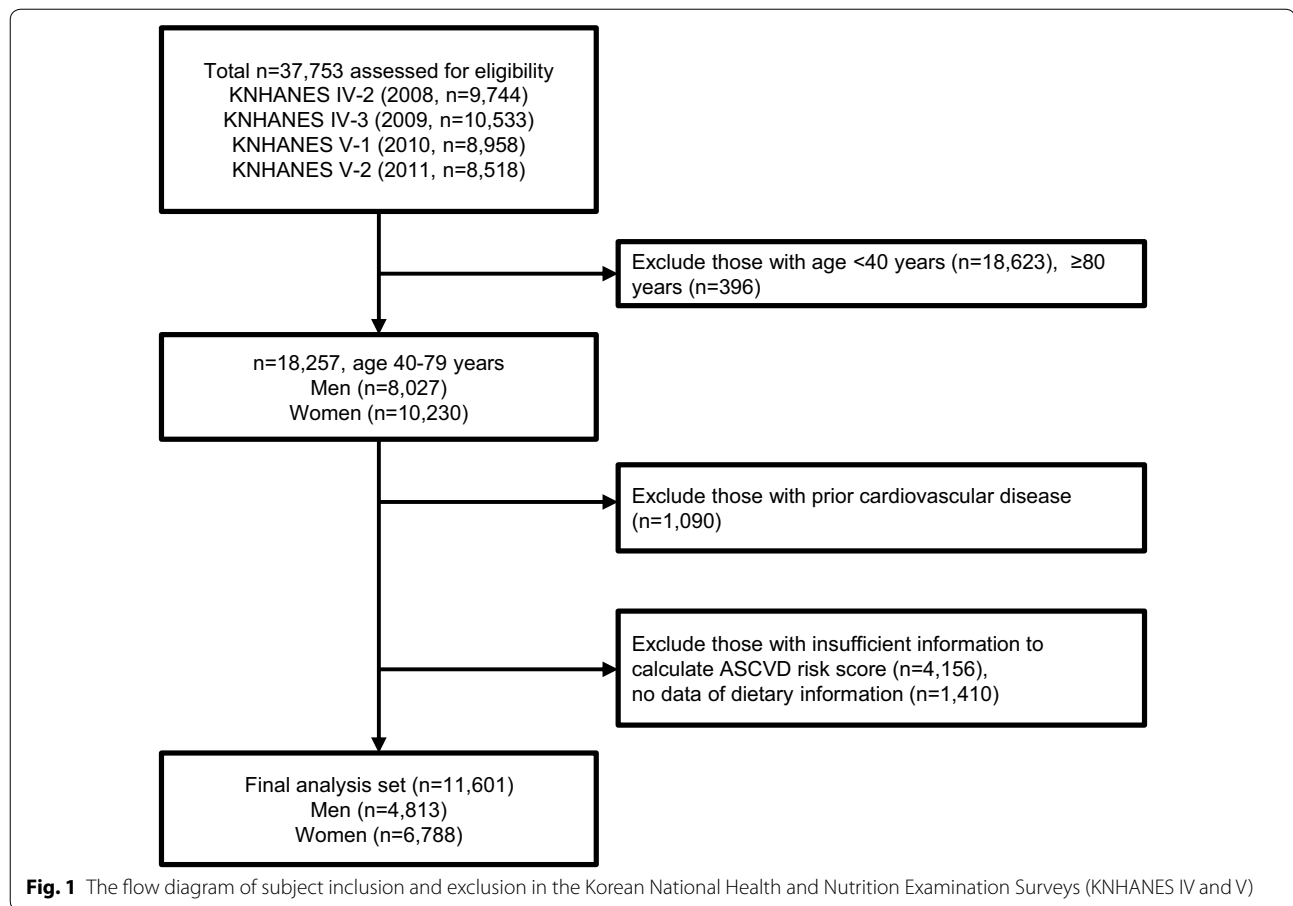 Total n=37,753 assessed for eligibility
KNHANES IV-2 (2008, n=9,744)
KNHANES IV-3 (2009, n=10,533)
KNHANES V-1 (2010, n=8,958)
KNHANES V-2 (2011, n=8,518)
Exclude those with age <40 years (n=18,623), ≥80
years (n=396)
n=18,257, age 40-79 years
Men (n=8,027)
Women (n=10,230)
Exclude those with prior cardiovascular disease
(n=1,090)
Exclude those with insufficient information to
calculate ASCVD risk score (n=4,156),
no data of dietary information (n=1,410)
Final analysis set (n=11,601)
Men (n=4,813)
Women (n=6,788)
Fig. 1 The flow diagram of subject inclusion and exclusion in the Korean National Health and Nutrition Examination Surveys (KNHANES IV and V)